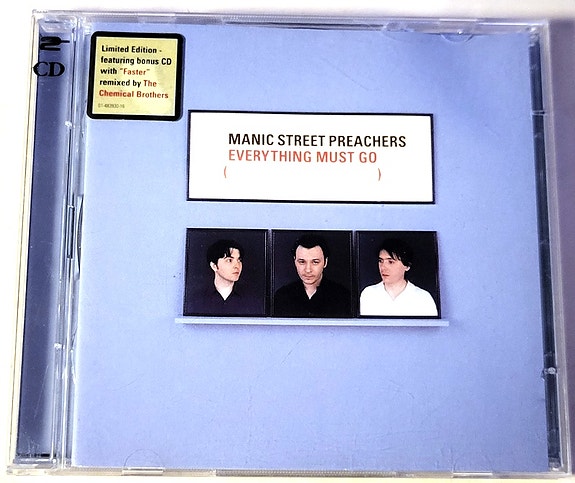 2
CD
Limited Edition -
featuring bonus CD
with "Faster"
remixed by The
Chemical Brothers
MANIC STREET PREACHERS
EVERYTHING MUST GO
( )